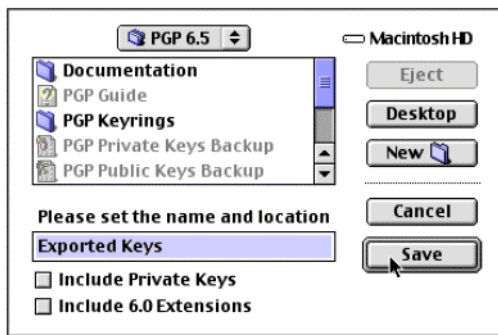 PGP 6.5
Macintosh HD
Documentation
PGP Guide
PGP Keyrings
PGP Private Keys Backup
PGP Public Keys Backup
Eject
Desktop
New
Please set the name and location
Exported Keys
Include Private Keys
Include 6.0 Extensions
Cancel
Save